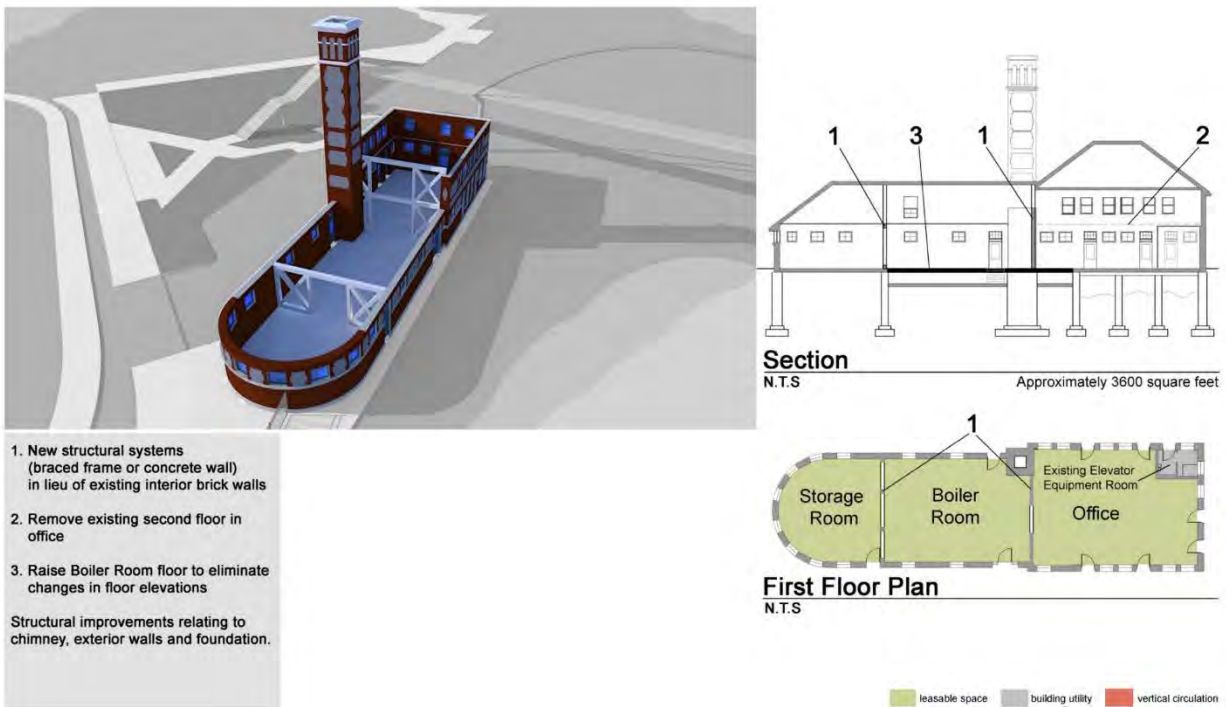 1
3
1
2
Section
N.T.S
Approximately 3600 square feet
1. New structural systems
(braced frame or concrete wall)
in lieu of existing interior brick walls
2. Remove existing second floor in
office
3. Raise Boiler Room floor to eliminate
changes in floor elevations
Structural improvements relating to
chimney, exterior walls and foundation.
1
Storage
Room
Boiler
Room
Existing Elevator
Equipment Room
Office
First Floor Plan
N.T.S
leasable space
building utility
vertical circulation